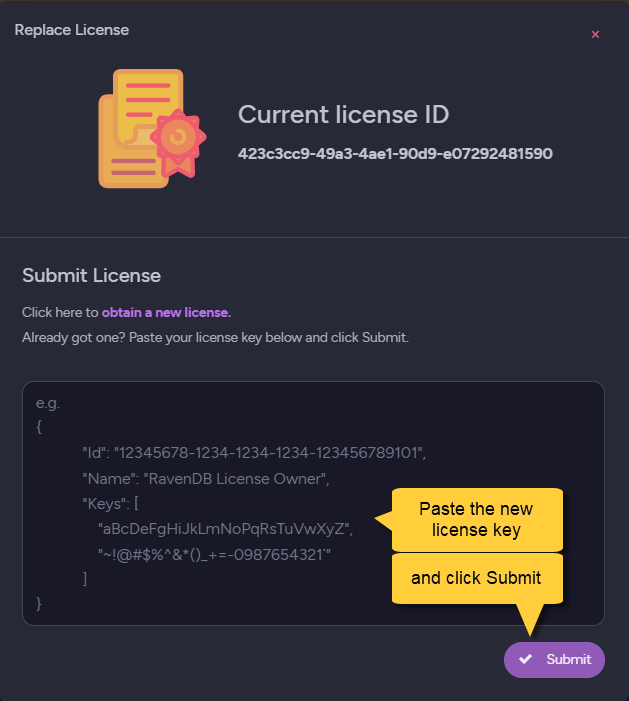 Replace License
×
Current license ID
423c3cc9-49a3-4ae1-90d9-e07292481590
Submit License
Click here to obtain a new license.
Already got one? Paste your license key below and click Submit.
e.g.
{
"Id": "12345678-1234-1234-1234-123456789101",
"Name": "RavenDB License Owner",
"Keys": [
"aBcDeFgHiJkLmNoPqRsTuVwXyZ",
"~!@#$%^&*()_+=-0987654321`"
]
}
Paste the new
license key
and click Submit
Submit